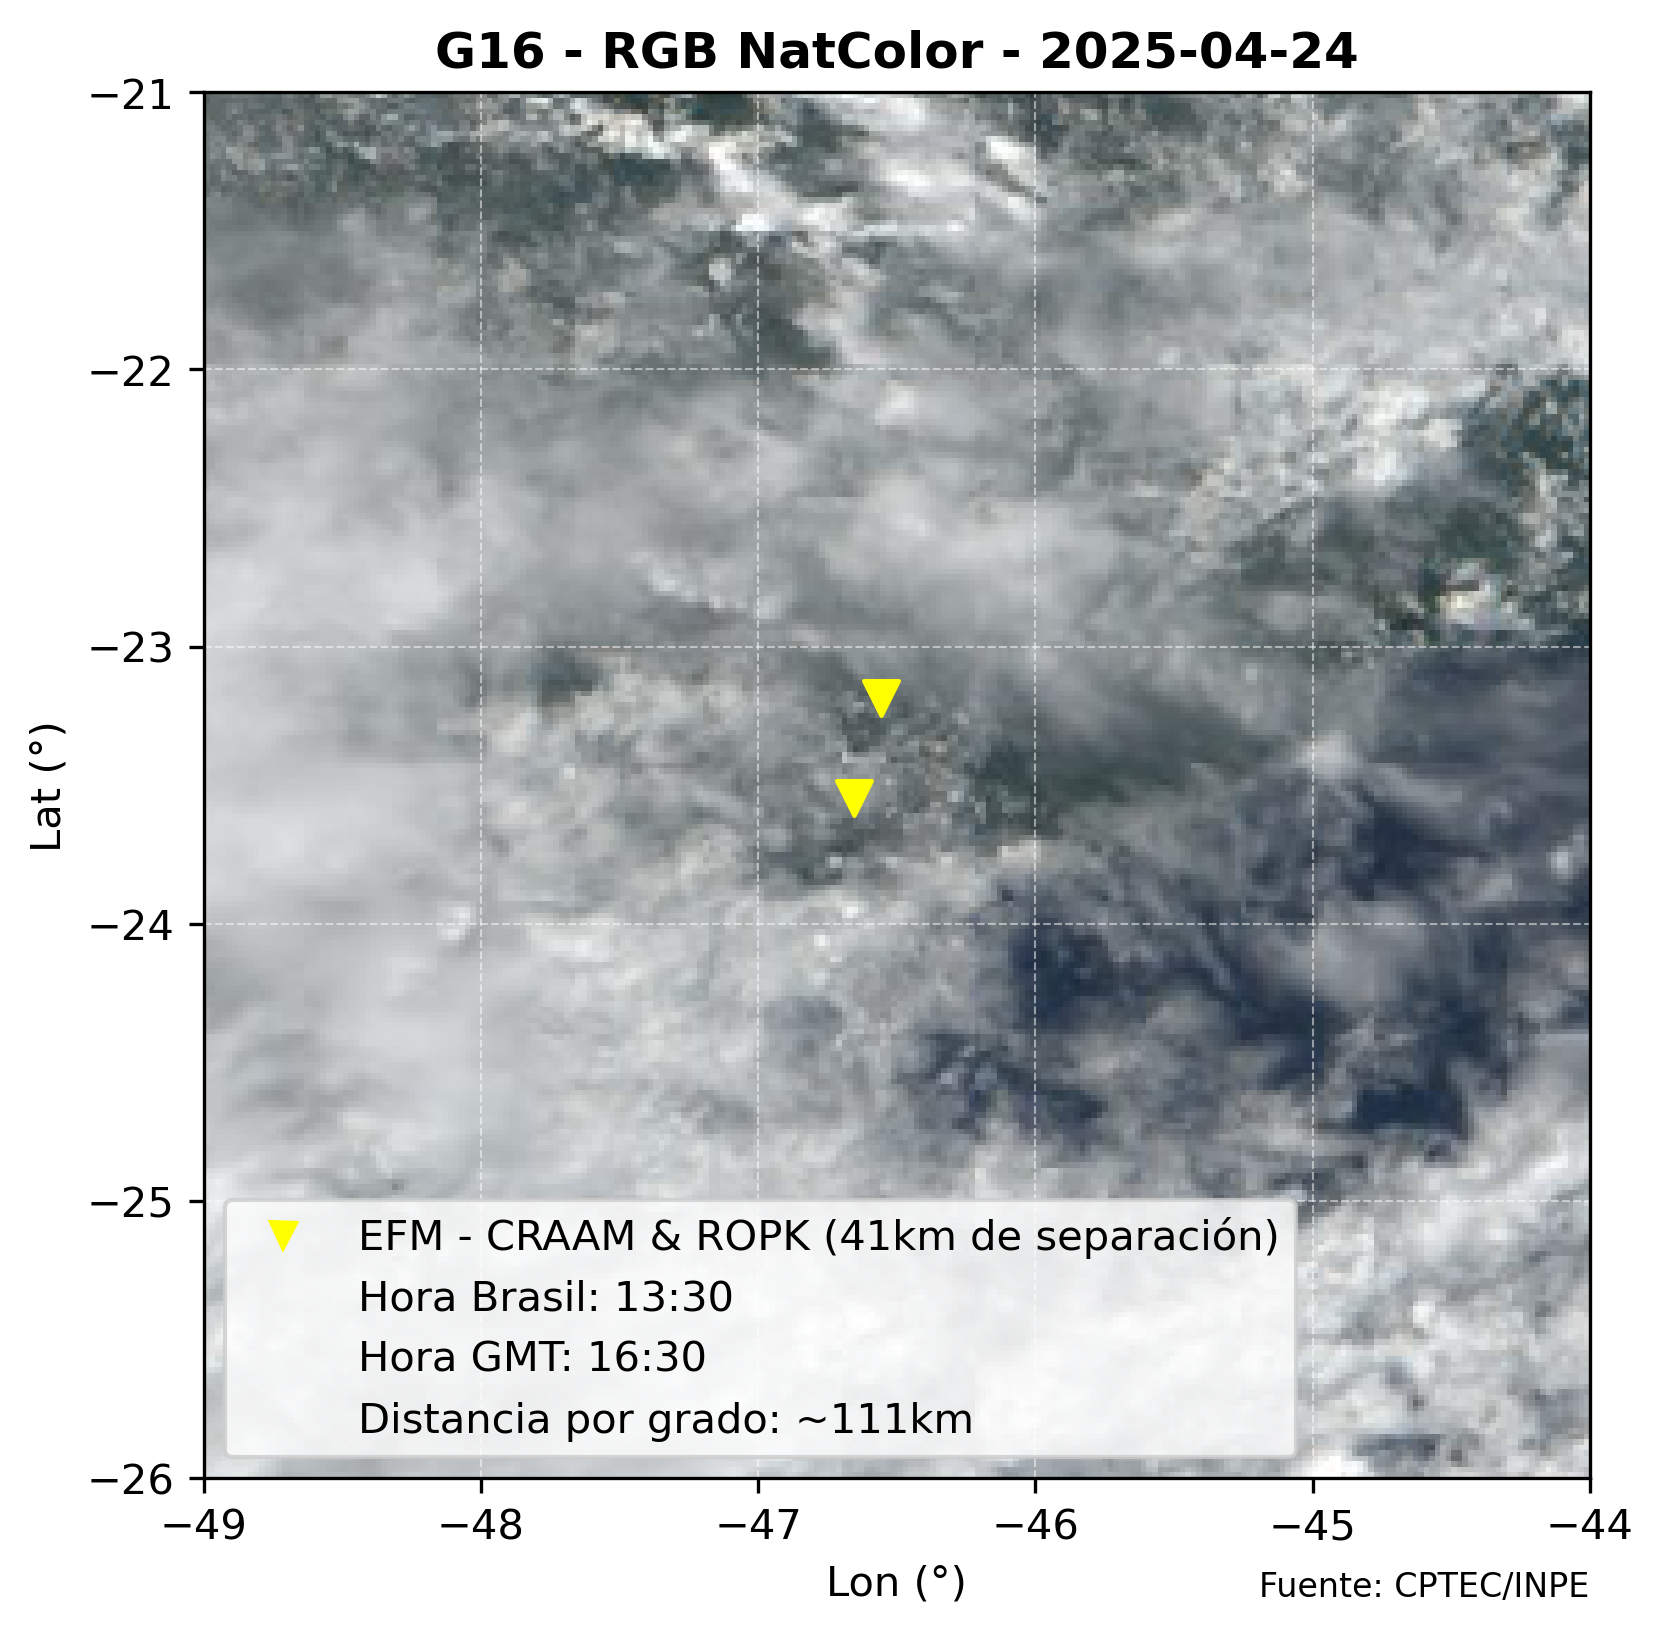 G16 - RGB NatColor - 2025-04-24
−21
−22
−23
−24
−25
−26
Lat (°)
EFM - CRAAM & ROPK (41km de separación)
Hora Brasil: 13:30
Hora GMT: 16:30
Distancia por grado: ~111km
−49 −48 −47 −46 −45 −44
Lon (°)
Fuente: CPTEC/INPE